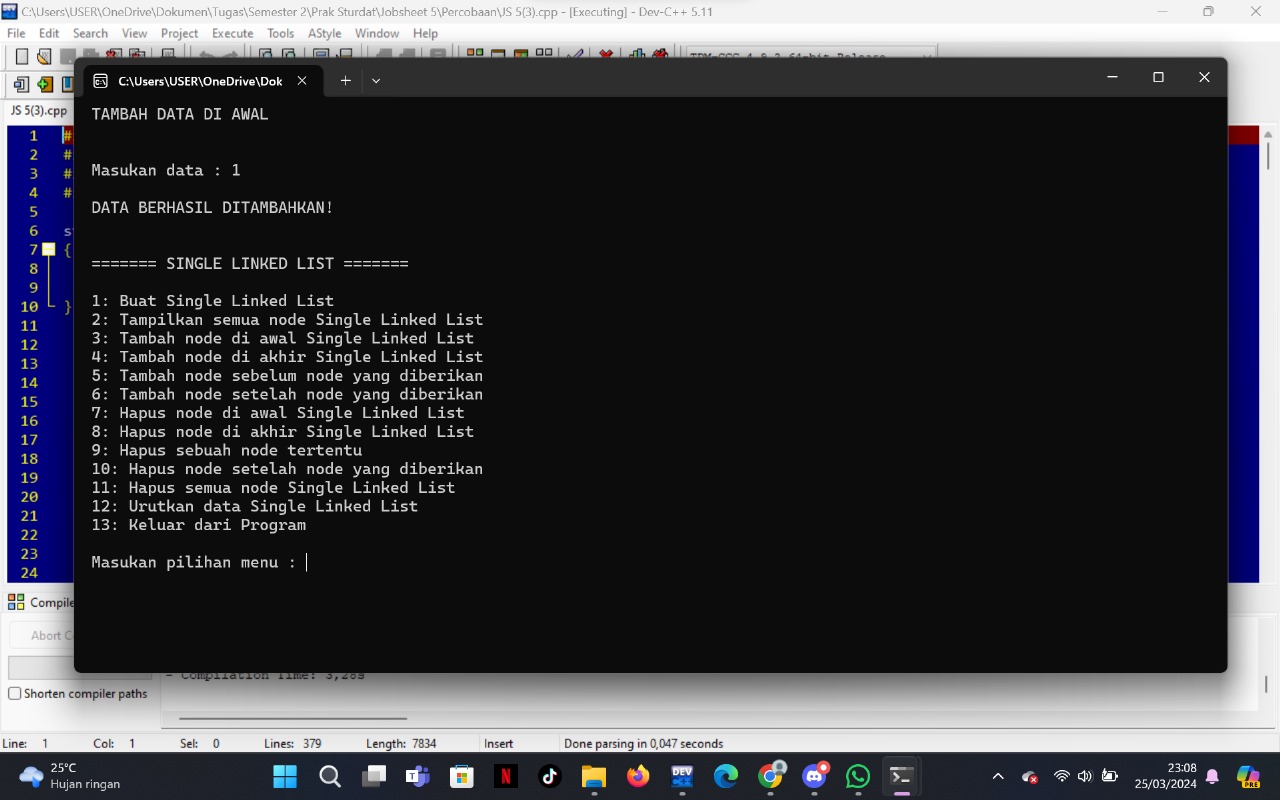 C:\Users\USER\OneDrive\Dokumen\Tugas\Semester 2\Prak Sturdat\Jobsheet 5\Percobaan\JS 5(3).cpp - [Executing] - Dev-C++ 5.11
File Edit Search View Project Execute Tools AStyle Window Help
C:\Users\USER\OneDrive\Dok
JS 5(3).cpp
TAMBAH DATA DI AWAL
Masukan data : 1
DATA BERHASIL DITAMBAHKAN!
======= SINGLE LINKED LIST =======
1: Buat Single Linked List
2: Tampilkan semua node Single Linked List
3: Tambah node di awal Single Linked List
4: Tambah node di akhir Single Linked List
5: Tambah node sebelum node yang diberikan
6: Tambah node setelah node yang diberikan
7: Hapus node di awal Single Linked List
8: Hapus node di akhir Single Linked List
9: Hapus sebuah node tertentu
10: Hapus node setelah node yang diberikan
11: Hapus semua node Single Linked List
12: Urutkan data Single Linked List
13: Keluar dari Program
Masukan pilihan menu :
1 #
2 #
3 #
4 #
5
6 s
7 {
8
9
10 }
11
12
13
14
15
16
17
18
19
20
21
22
23
24
Compile
Abort C
Shorten compiler paths
- Compilation Time: 3,28s
Line: 1 Col: 1 Sel: 0 Lines: 379 Length: 7834 Insert Done parsing in 0,047 seconds
25°C
Hujan ringan
DEV
PRE
23:08
25/03/2024